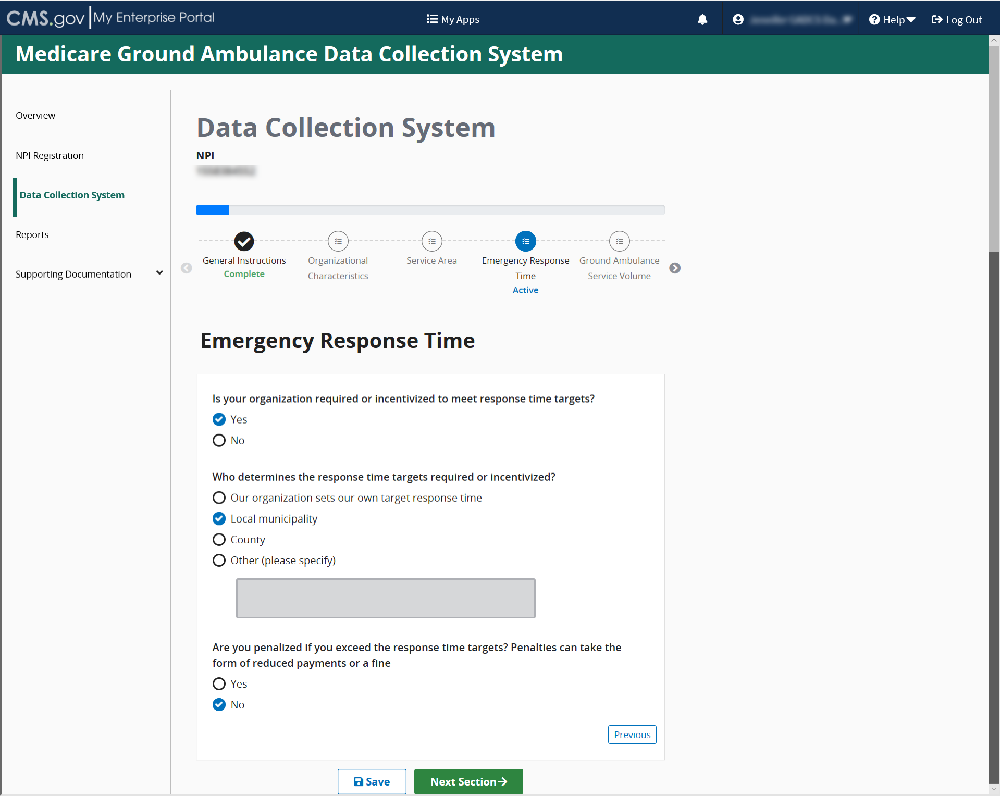 CMS.gov | My Enterprise Portal
My Apps
Help
Log Out
Medicare Ground Ambulance Data Collection System
Overview
NPI Registration
Data Collection System
Reports
Supporting Documentation
Data Collection System
NPI
General Instructions
Complete
Organizational
Characteristics
Service Area
Emergency Response
Time
Active
Ground Ambulance
Service Volume
Emergency Response Time
Is your organization required or incentivized to meet response time targets?
Yes
No
Who determines the response time targets required or incentivized?
Our organization sets our own target response time
Local municipality
County
Other (please specify)
Are you penalized if you exceed the response time targets? Penalties can take the
form of reduced payments or a fine
Yes
No
Previous
Save
Next Section